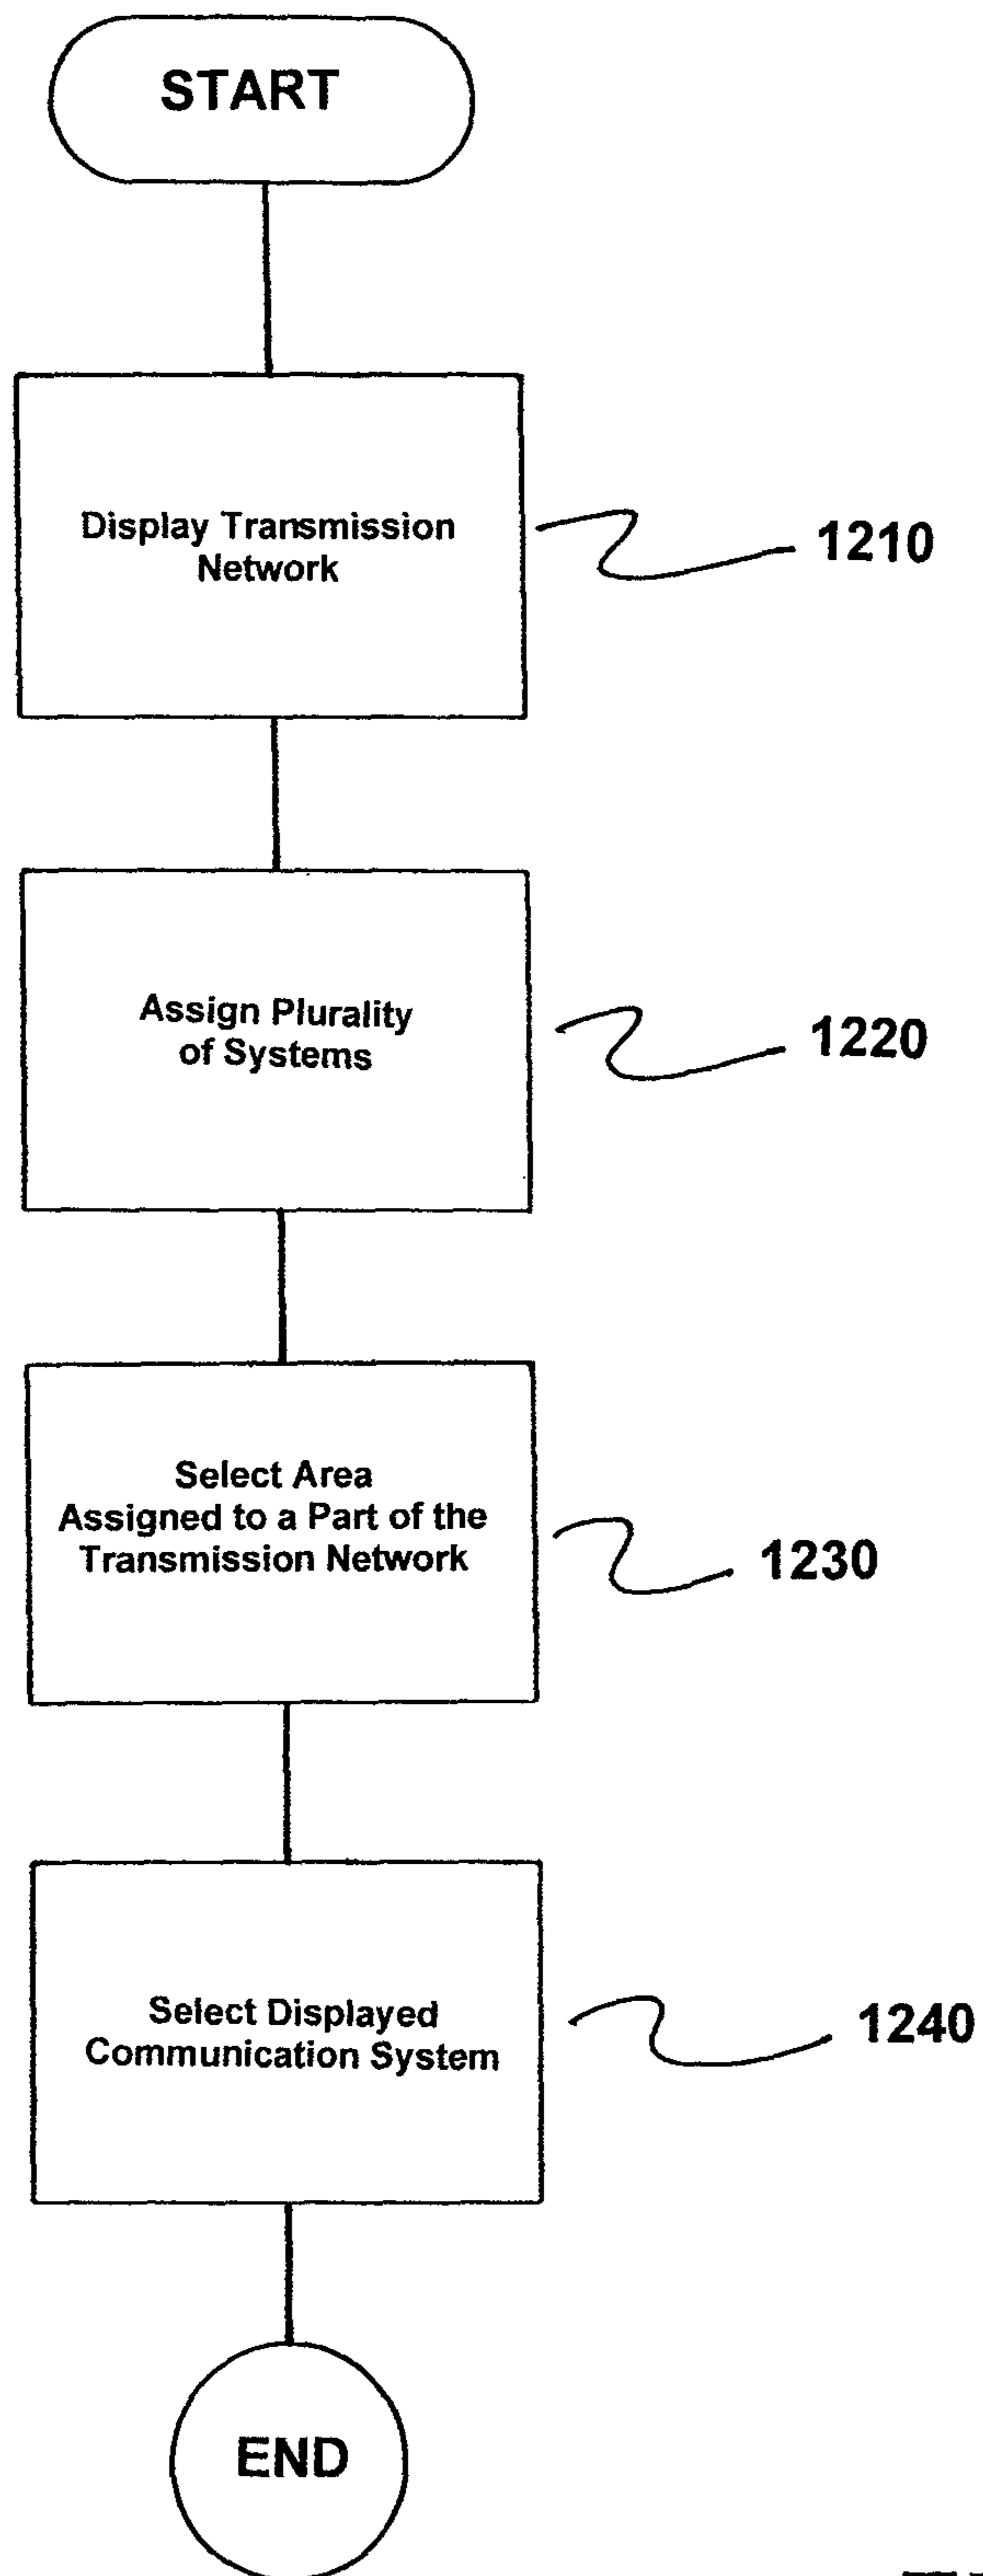 START
Display Transmission
Network
1210
Assign Plurality
of Systems
1220
Select Area
Assigned to a Part of the
Transmission Network
1230
Select Displayed
Communication System
1240
END